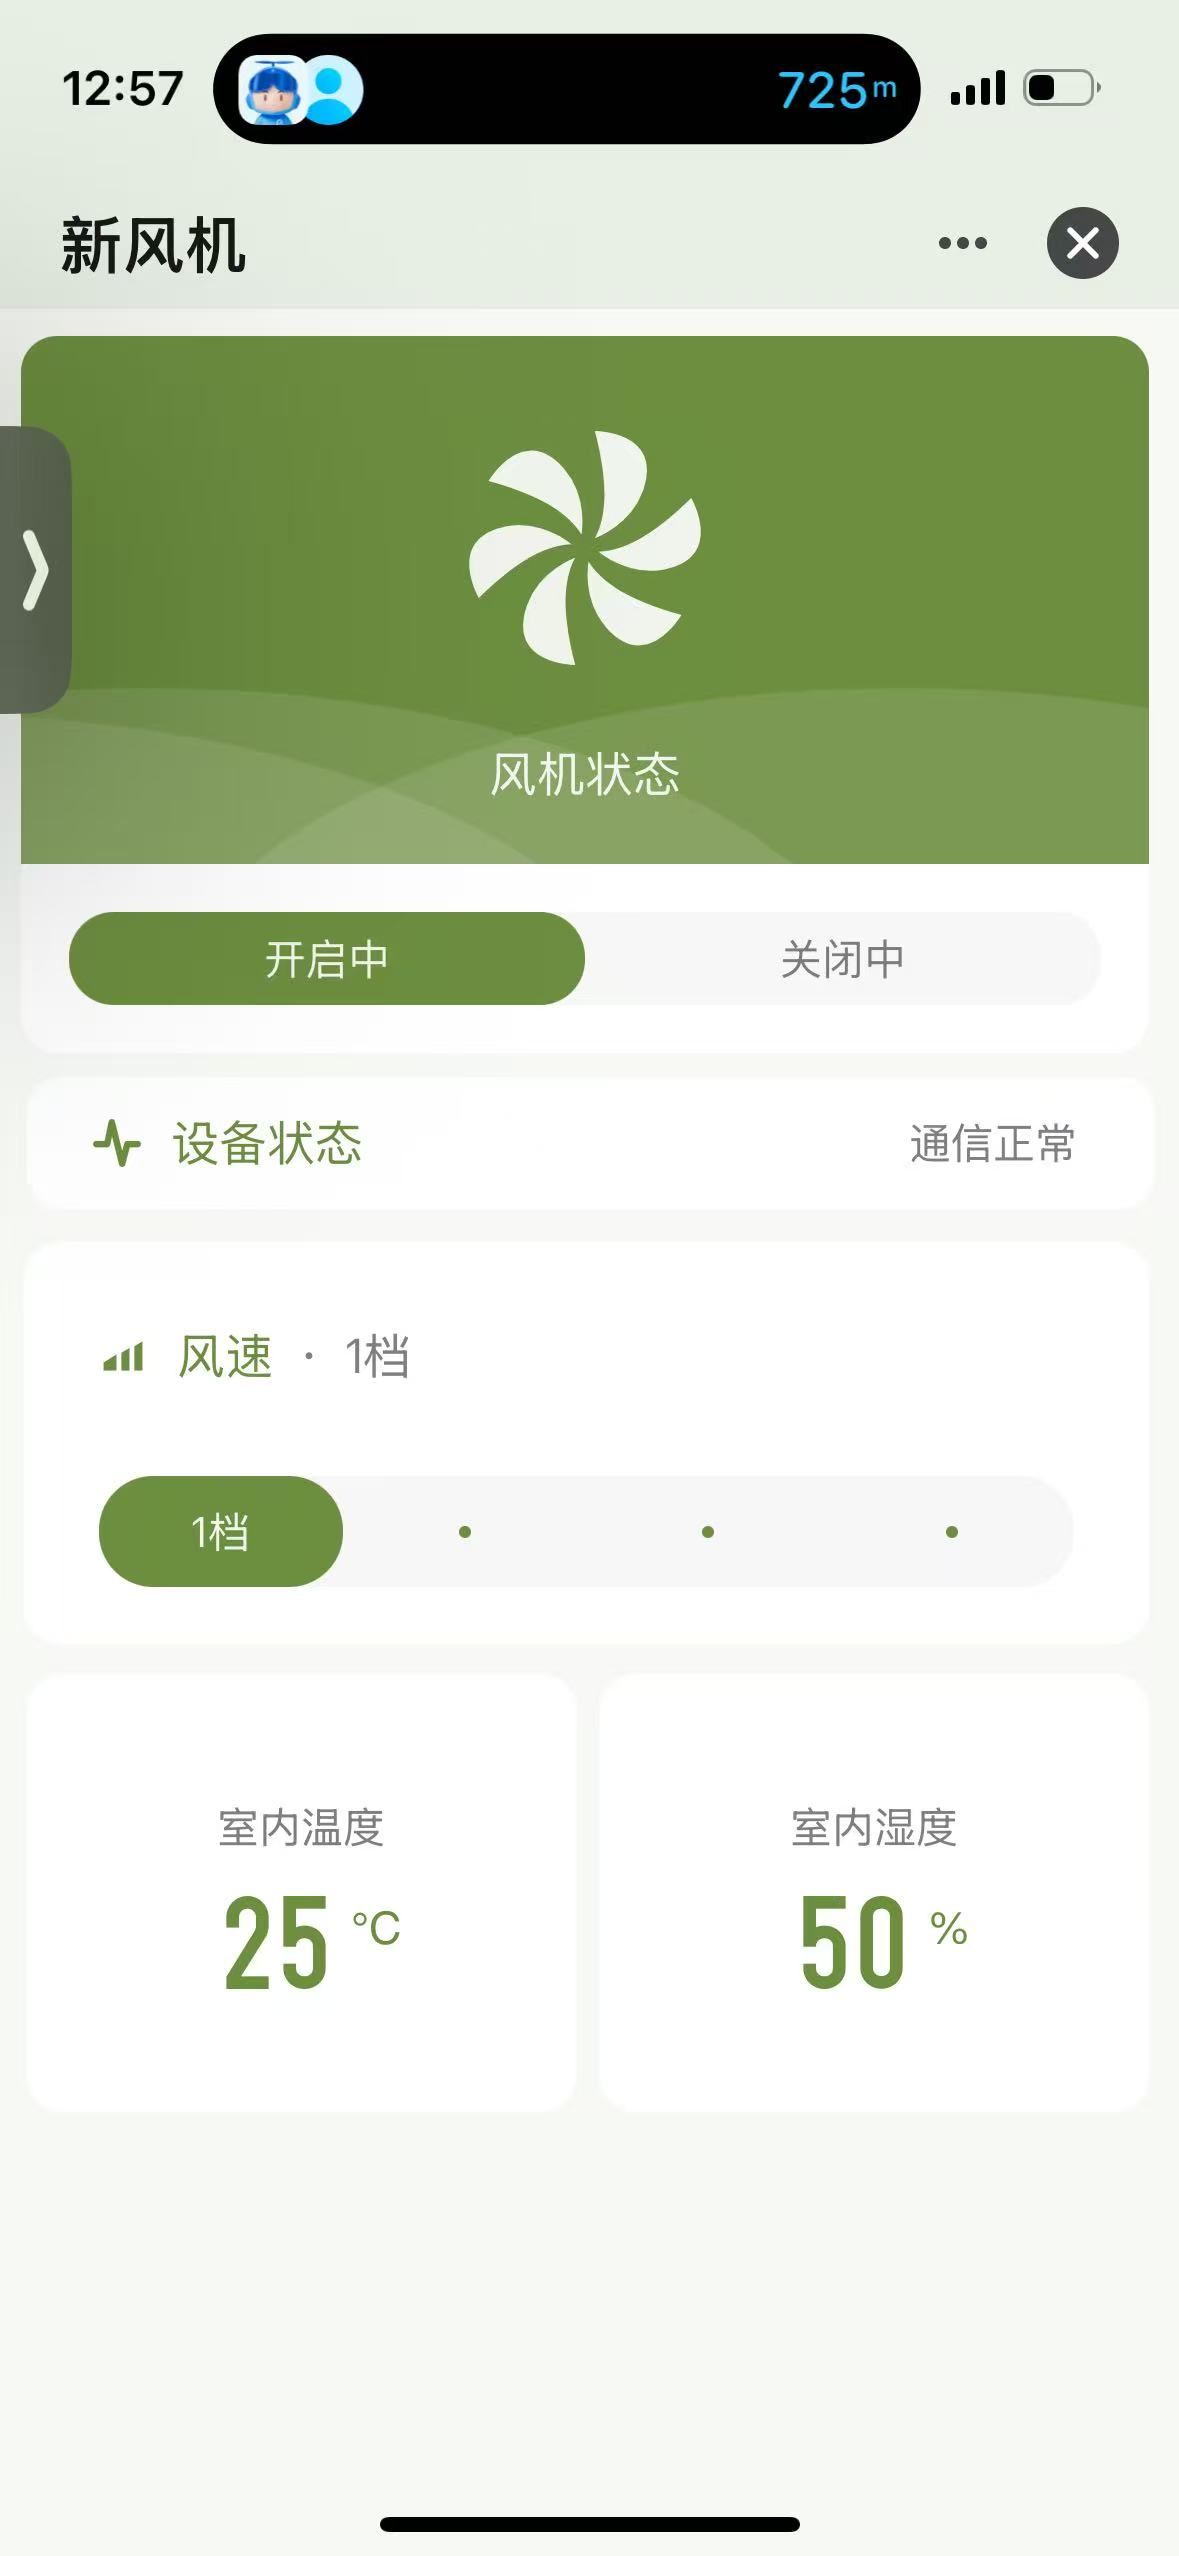 12:57
725m
新风机
风机状态
开启中 关闭中
设备状态 通信正常
风速 · 1档
1档
室内温度 室内湿度
25 °C 50 %